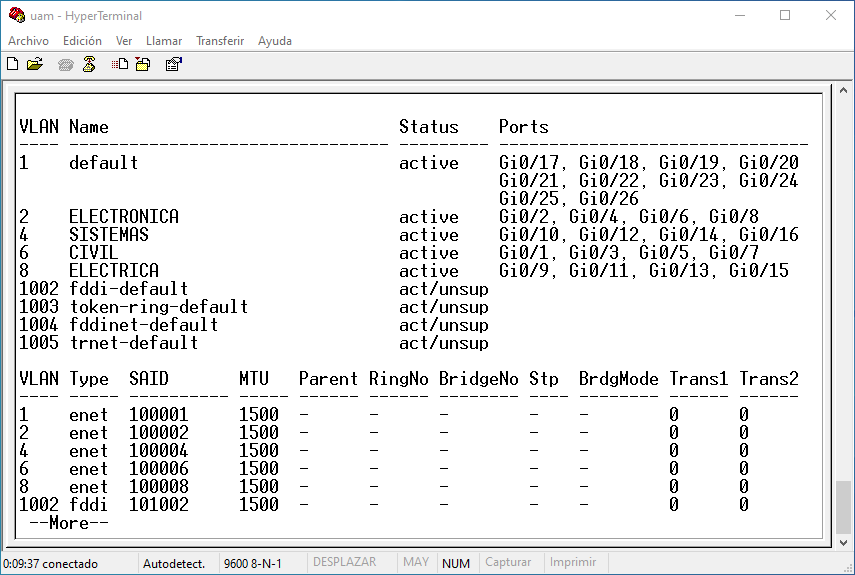 uam - HyperTerminal
Archivo Edición Ver Llamar Transferir Ayuda
VLAN Name                             Status    Ports
---- -------------------------------- --------- -------------------------------
1    default                          active    Gi0/17, Gi0/18, Gi0/19, Gi0/20
                                                Gi0/21, Gi0/22, Gi0/23, Gi0/24
                                                Gi0/25, Gi0/26
2    ELECTRONICA                      active    Gi0/2, Gi0/4, Gi0/6, Gi0/8
4    SISTEMAS                         active    Gi0/10, Gi0/12, Gi0/14, Gi0/16
6    CIVIL                            active    Gi0/1, Gi0/3, Gi0/5, Gi0/7
8    ELECTRICA                        active    Gi0/9, Gi0/11, Gi0/13, Gi0/15
1002 fddi-default                     act/unsup
1003 token-ring-default               act/unsup
1004 fddinet-default                  act/unsup
1005 trnet-default                    act/unsup
VLAN Type  SAID       MTU   Parent RingNo BridgeNo Stp  BrdgMode Trans1 Trans2
---- ----- ---------- ----- ------ ------ -------- ---- -------- ------ ------
1    enet  100001     1500  -      -      -        -    -        0      0
2    enet  100002     1500  -      -      -        -    -        0      0
4    enet  100004     1500  -      -      -        -    -        0      0
6    enet  100006     1500  -      -      -        -    -        0      0
8    enet  100008     1500  -      -      -        -    -        0      0
1002 fddi  101002     1500  -      -      -        -    -        0      0
 --More--
0:09:37 conectado Autodetect. 9600 8-N-1 DESPLAZAR MAY NUM Capturar Imprimir